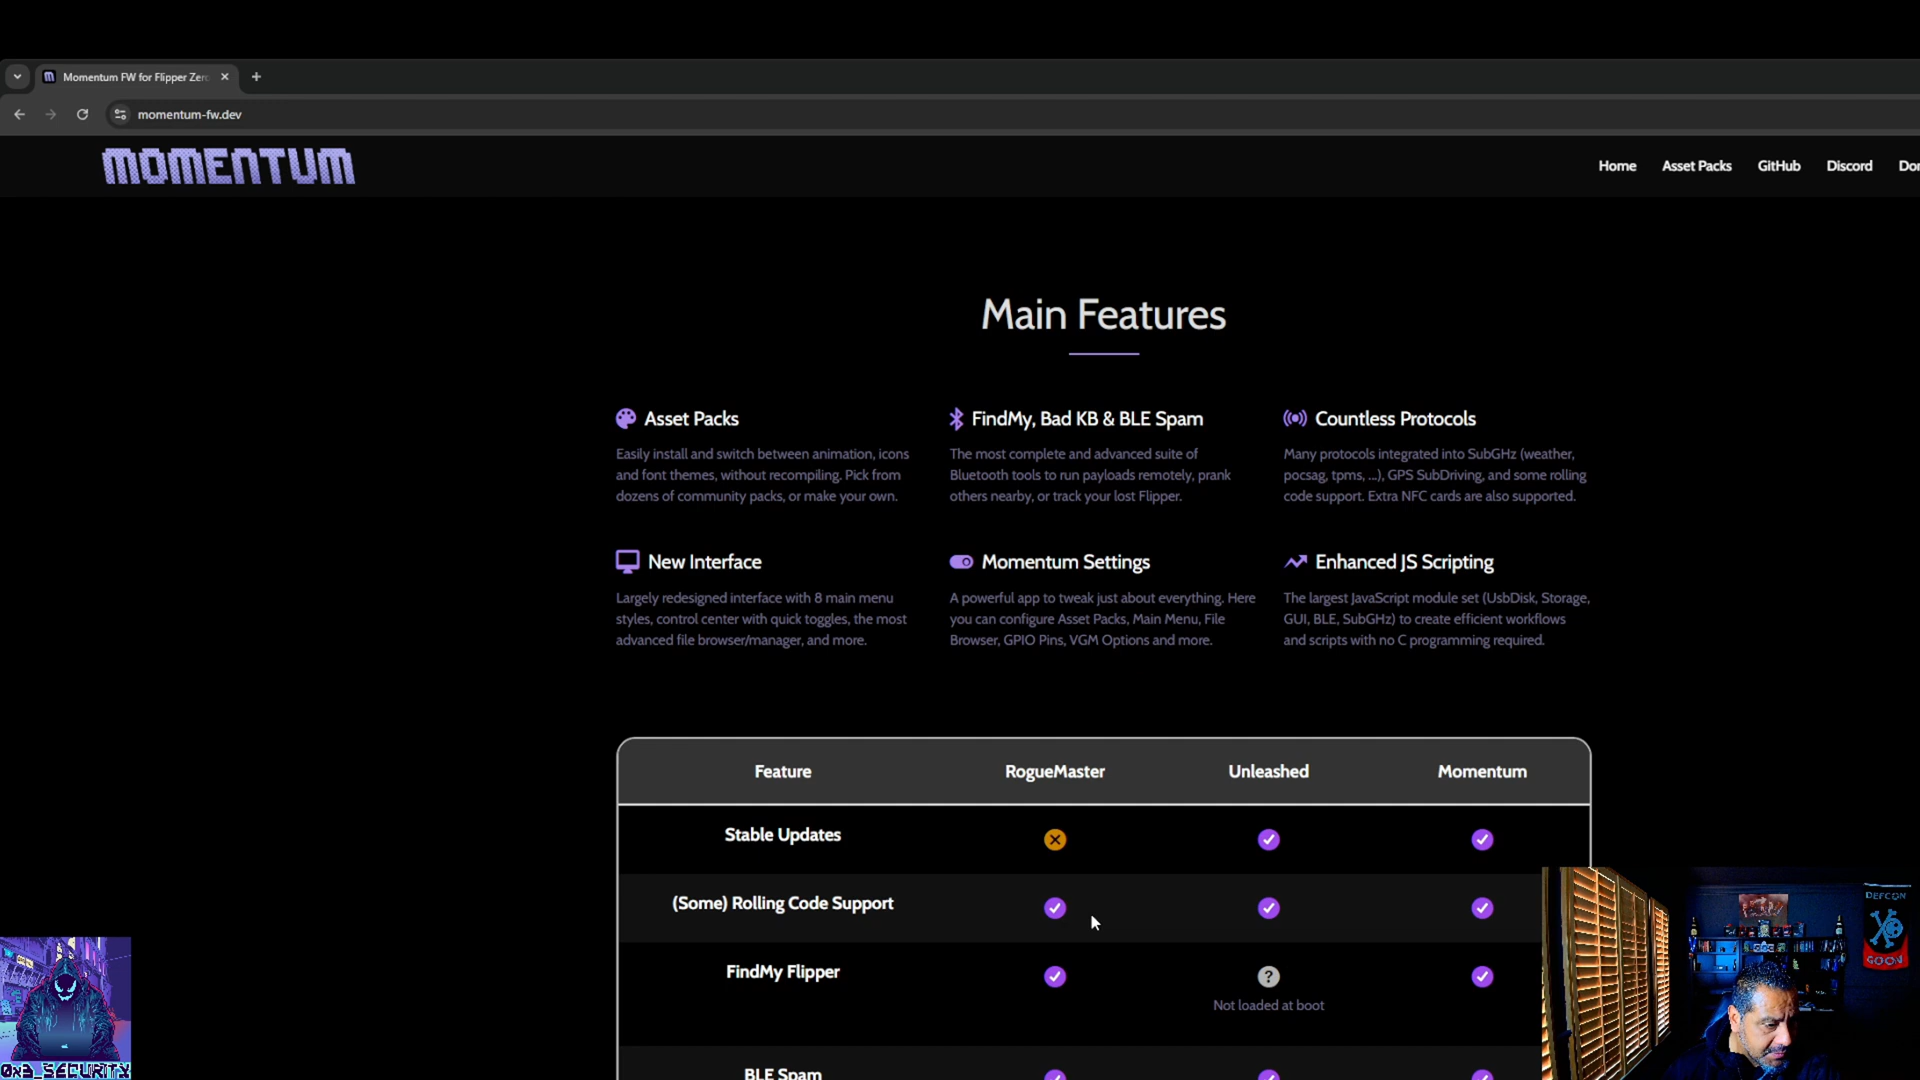 Momentum FW for Flipper Zero
momentum-fw.dev
MOMENTUM
Home
Asset Packs
GitHub
Discord
Don
Main Features
Asset Packs
Easily install and switch between animation, icons
and font themes, without recompiling. Pick from
dozens of community packs, or make your own.
FindMy, Bad KB & BLE Spam
The most complete and advanced suite of
Bluetooth tools to run payloads remotely, prank
others nearby, or track your lost Flipper.
Countless Protocols
Many protocols integrated into SubGHz (weather,
pocsag, tpms, ...), GPS SubDriving, and some rolling
code support. Extra NFC cards are also supported.
New Interface
Largely redesigned interface with 8 main menu
styles, control center with quick toggles, the most
advanced file browser/manager, and more.
Momentum Settings
A powerful app to tweak just about everything. Here
you can configure Asset Packs, Main Menu, File
Browser, GPIO Pins, VGM Options and more.
Enhanced JS Scripting
The largest JavaScript module set (UsbDisk, Storage,
GUI, BLE, SubGHz) to create efficient workflows
and scripts with no C programming required.
Feature RogueMaster Unleashed Momentum
Stable Updates
(Some) Rolling Code Support
FindMy Flipper
?
Not loaded at boot
BLE Spam
DEFCON
GOON
0x3_SECURITY